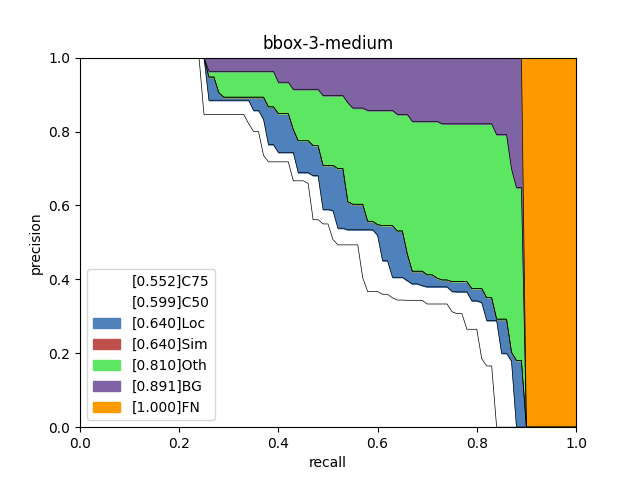 bbox-3-medium
1.0
0.8
0.6
0.4
0.2
0.0
precision
[0.552]C75
[0.599]C50
[0.640]Loc
[0.640]Sim
[0.810]Oth
[0.891]BG
[1.000]FN
0.0 0.2 0.4 0.6 0.8 1.0
recall